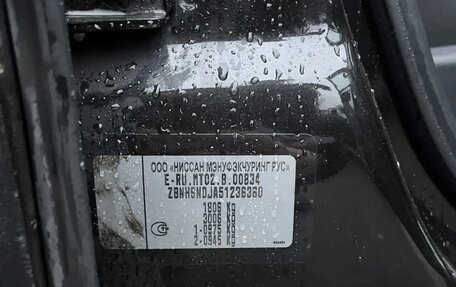 ООО «НИССАН МЭНУФЭКЧУРИНГ РУС»
E-RU.MT02.B.00834
Z8NH5NDJA51236360
1806 Kg
3006 Kg
1-0975 Kg
2-0945 Kg